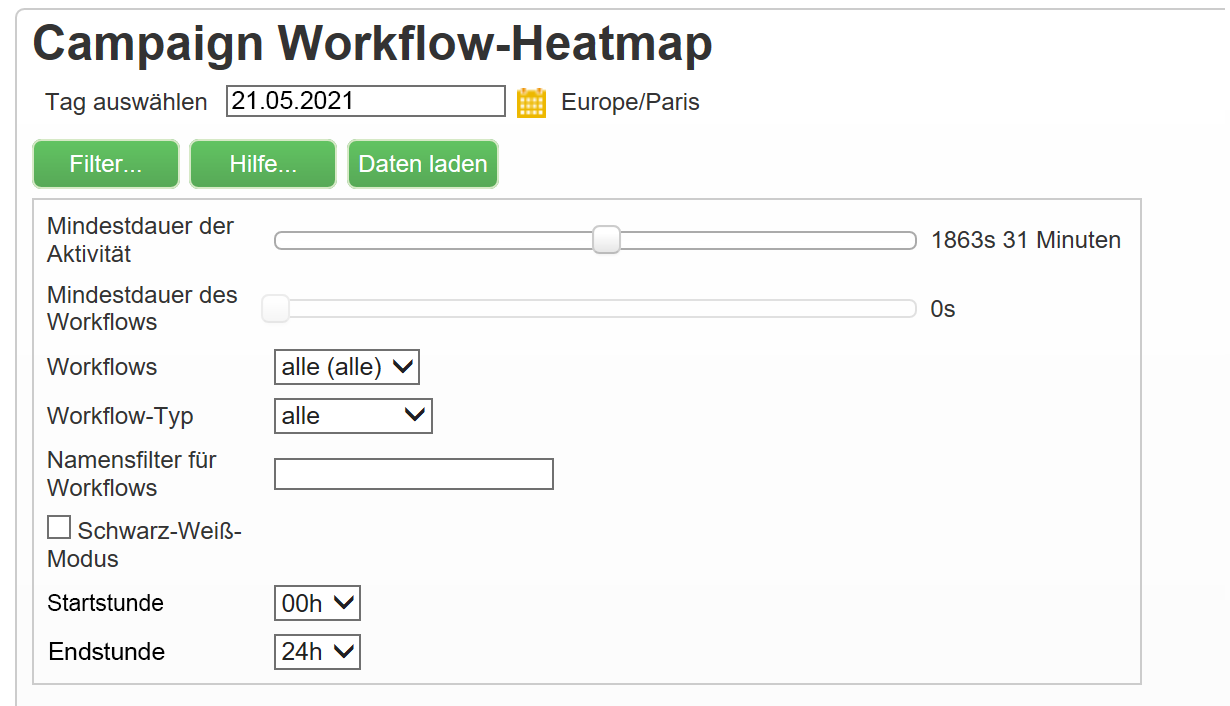 Campaign Workflow-Heatmap
Tag auswählen 21.05.2021 Europe/Paris
Filter... Hilfe... Daten laden
Mindestdauer der
Aktivität
1863s 31 Minuten
Mindestdauer des
Workflows
0s
Workflows alle (alle)
Workflow-Typ alle
Namensfilter für
Workflows
Schwarz-Weiß-
Modus
Startstunde 00h
Endstunde 24h